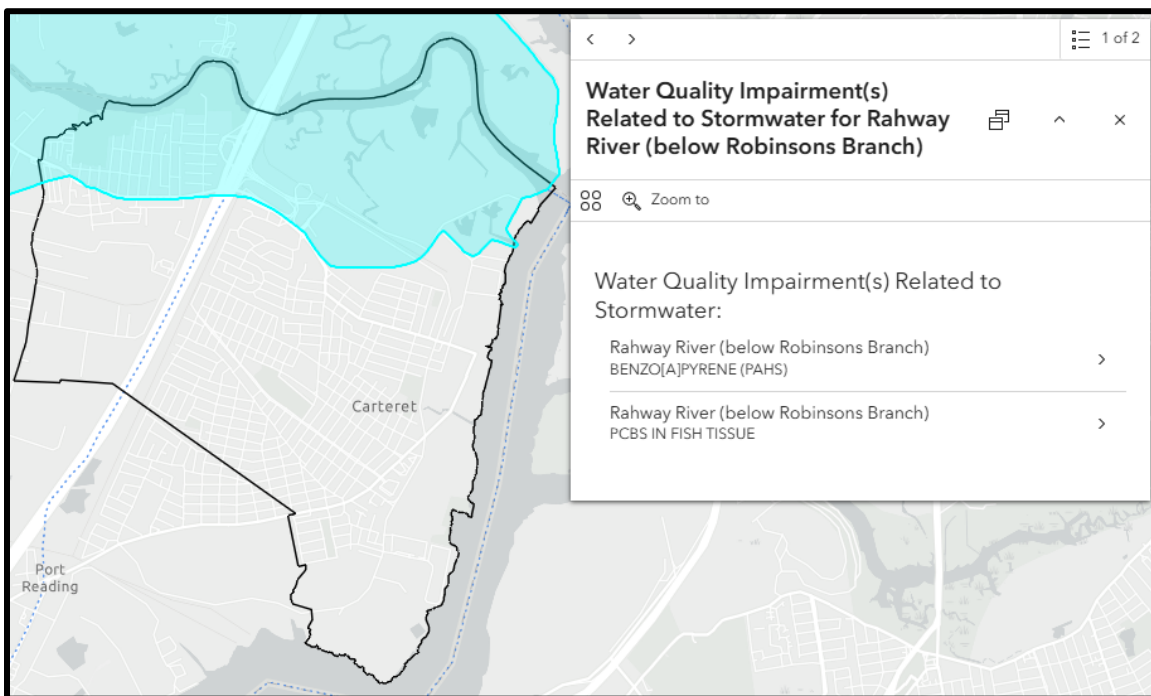 1 of 2
Water Quality Impairment(s)
Related to Stormwater for Rahway
River (below Robinsons Branch)
Zoom to
Water Quality Impairment(s) Related to
Stormwater:
Rahway River (below Robinsons Branch)
BENZO[A]PYRENE (PAHS)
Rahway River (below Robinsons Branch)
PCBS IN FISH TISSUE
Carteret
Port
Reading